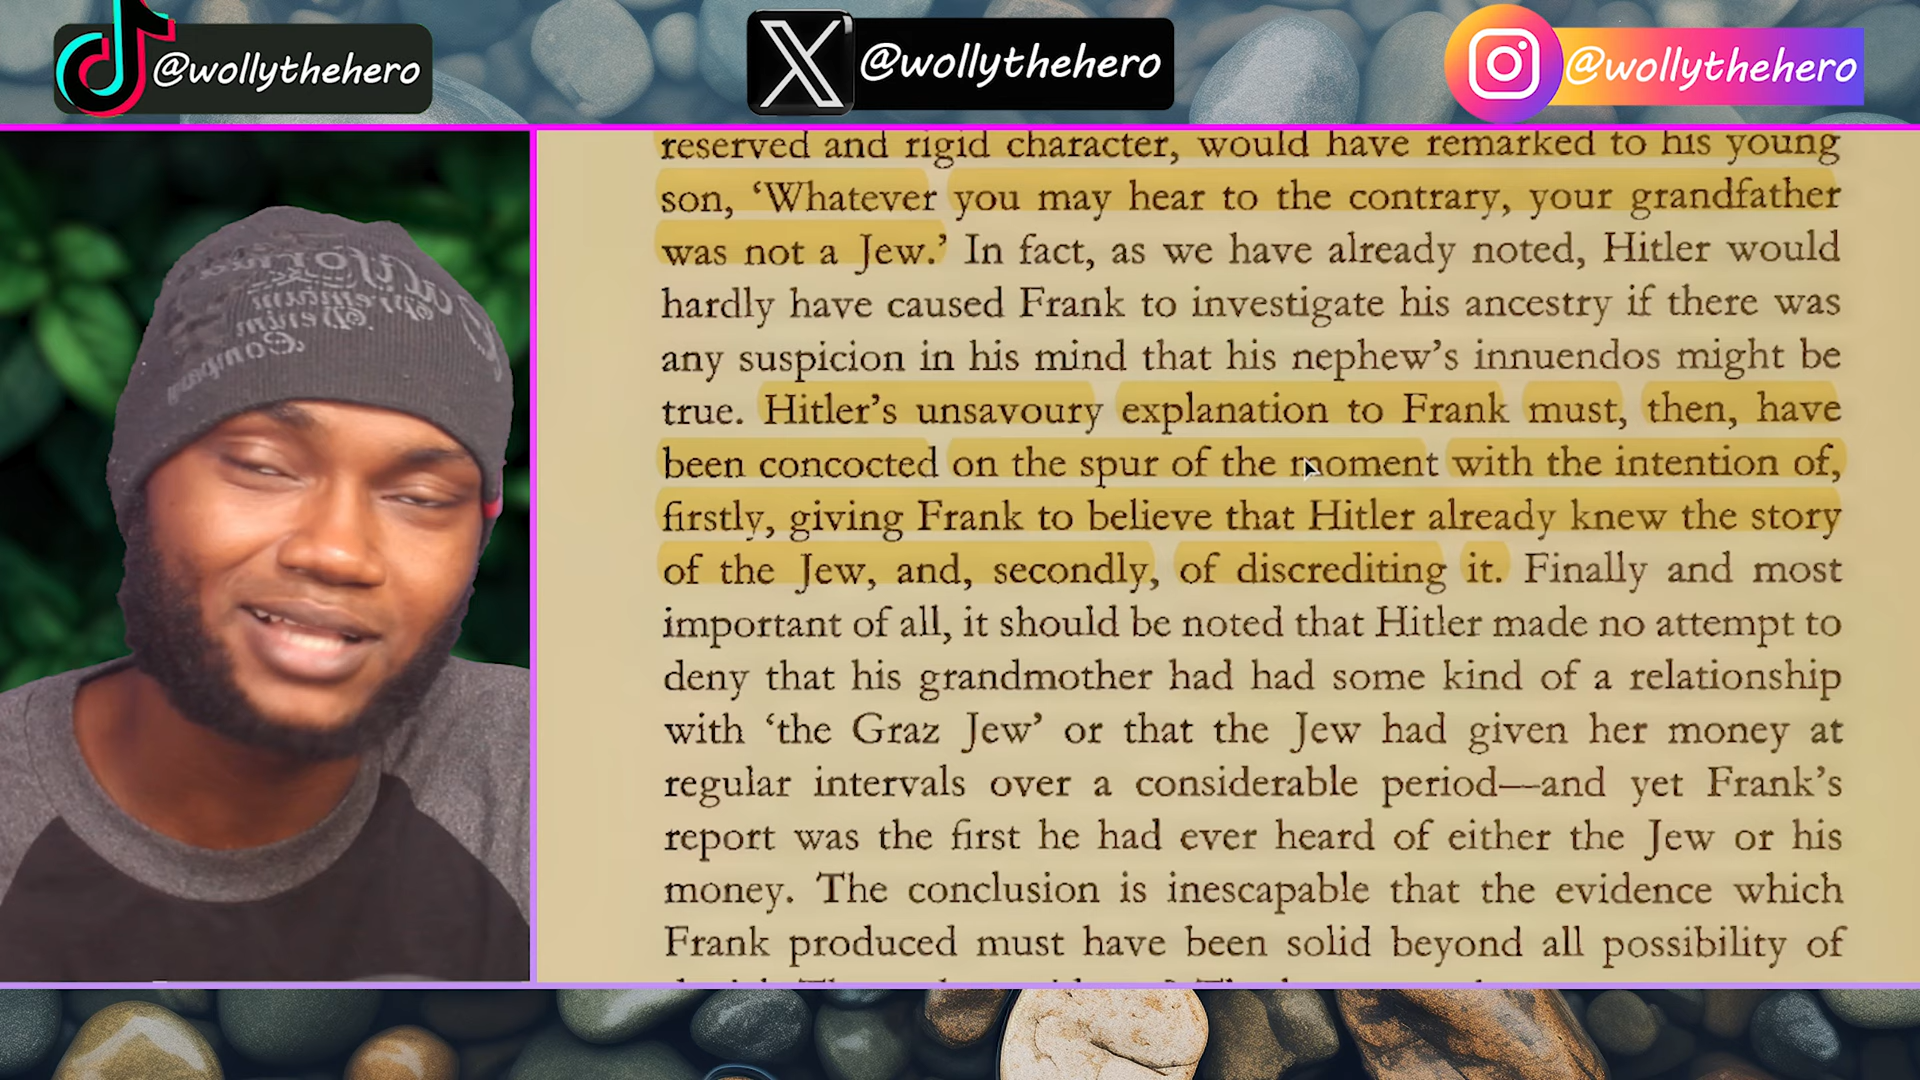 @wollythehero
@wollythehero
@wollythehero
reserved and rigid character, would have remarked to his young
son, ‘Whatever you may hear to the contrary, your grandfather
was not a Jew.’ In fact, as we have already noted, Hitler would
hardly have caused Frank to investigate his ancestry if there was
any suspicion in his mind that his nephew’s innuendos might be
true. Hitler’s unsavoury explanation to Frank must, then, have
been concocted on the spur of the moment with the intention of,
firstly, giving Frank to believe that Hitler already knew the story
of the Jew, and, secondly, of discrediting it. Finally and most
important of all, it should be noted that Hitler made no attempt to
deny that his grandmother had had some kind of a relationship
with ‘the Graz Jew’ or that the Jew had given her money at
regular intervals over a considerable period—and yet Frank’s
report was the first he had ever heard of either the Jew or his
money. The conclusion is inescapable that the evidence which
Frank produced must have been solid beyond all possibility of
California
Premium
Denim
Company